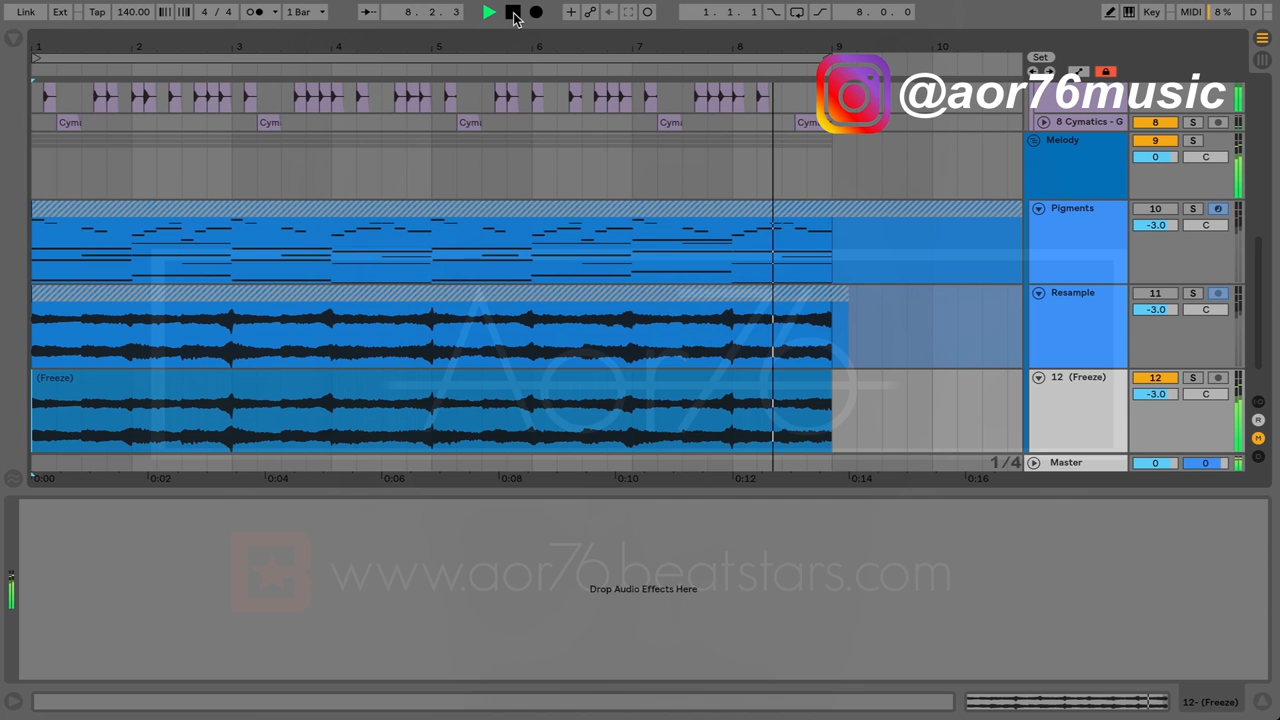 Link Ext Tap 140.00 4 / 4 1 Bar 8. 2. 3 1. 1. 1 8. 0. 0 Key MIDI 8 % D
1 2 3 4 5 6 7 8 9 10
Set
@aor76music
Cyma Cym Cym Cyma Cym 8 Cymatics - G 8 S
Melody 9 S
0 C
Pigments 10 S
-3.0 C
Resample 11 S
-3.0 C
(Freeze) 12 (Freeze) 12 S
-3.0 C
Aor76
R
M
D
1/4 Master 0 0
0:00 0:02 0:04 0:06 0:08 0:10 0:12 0:14 0:16
www.aor76.beatstars.com
Drop Audio Effects Here
12- (Freeze)